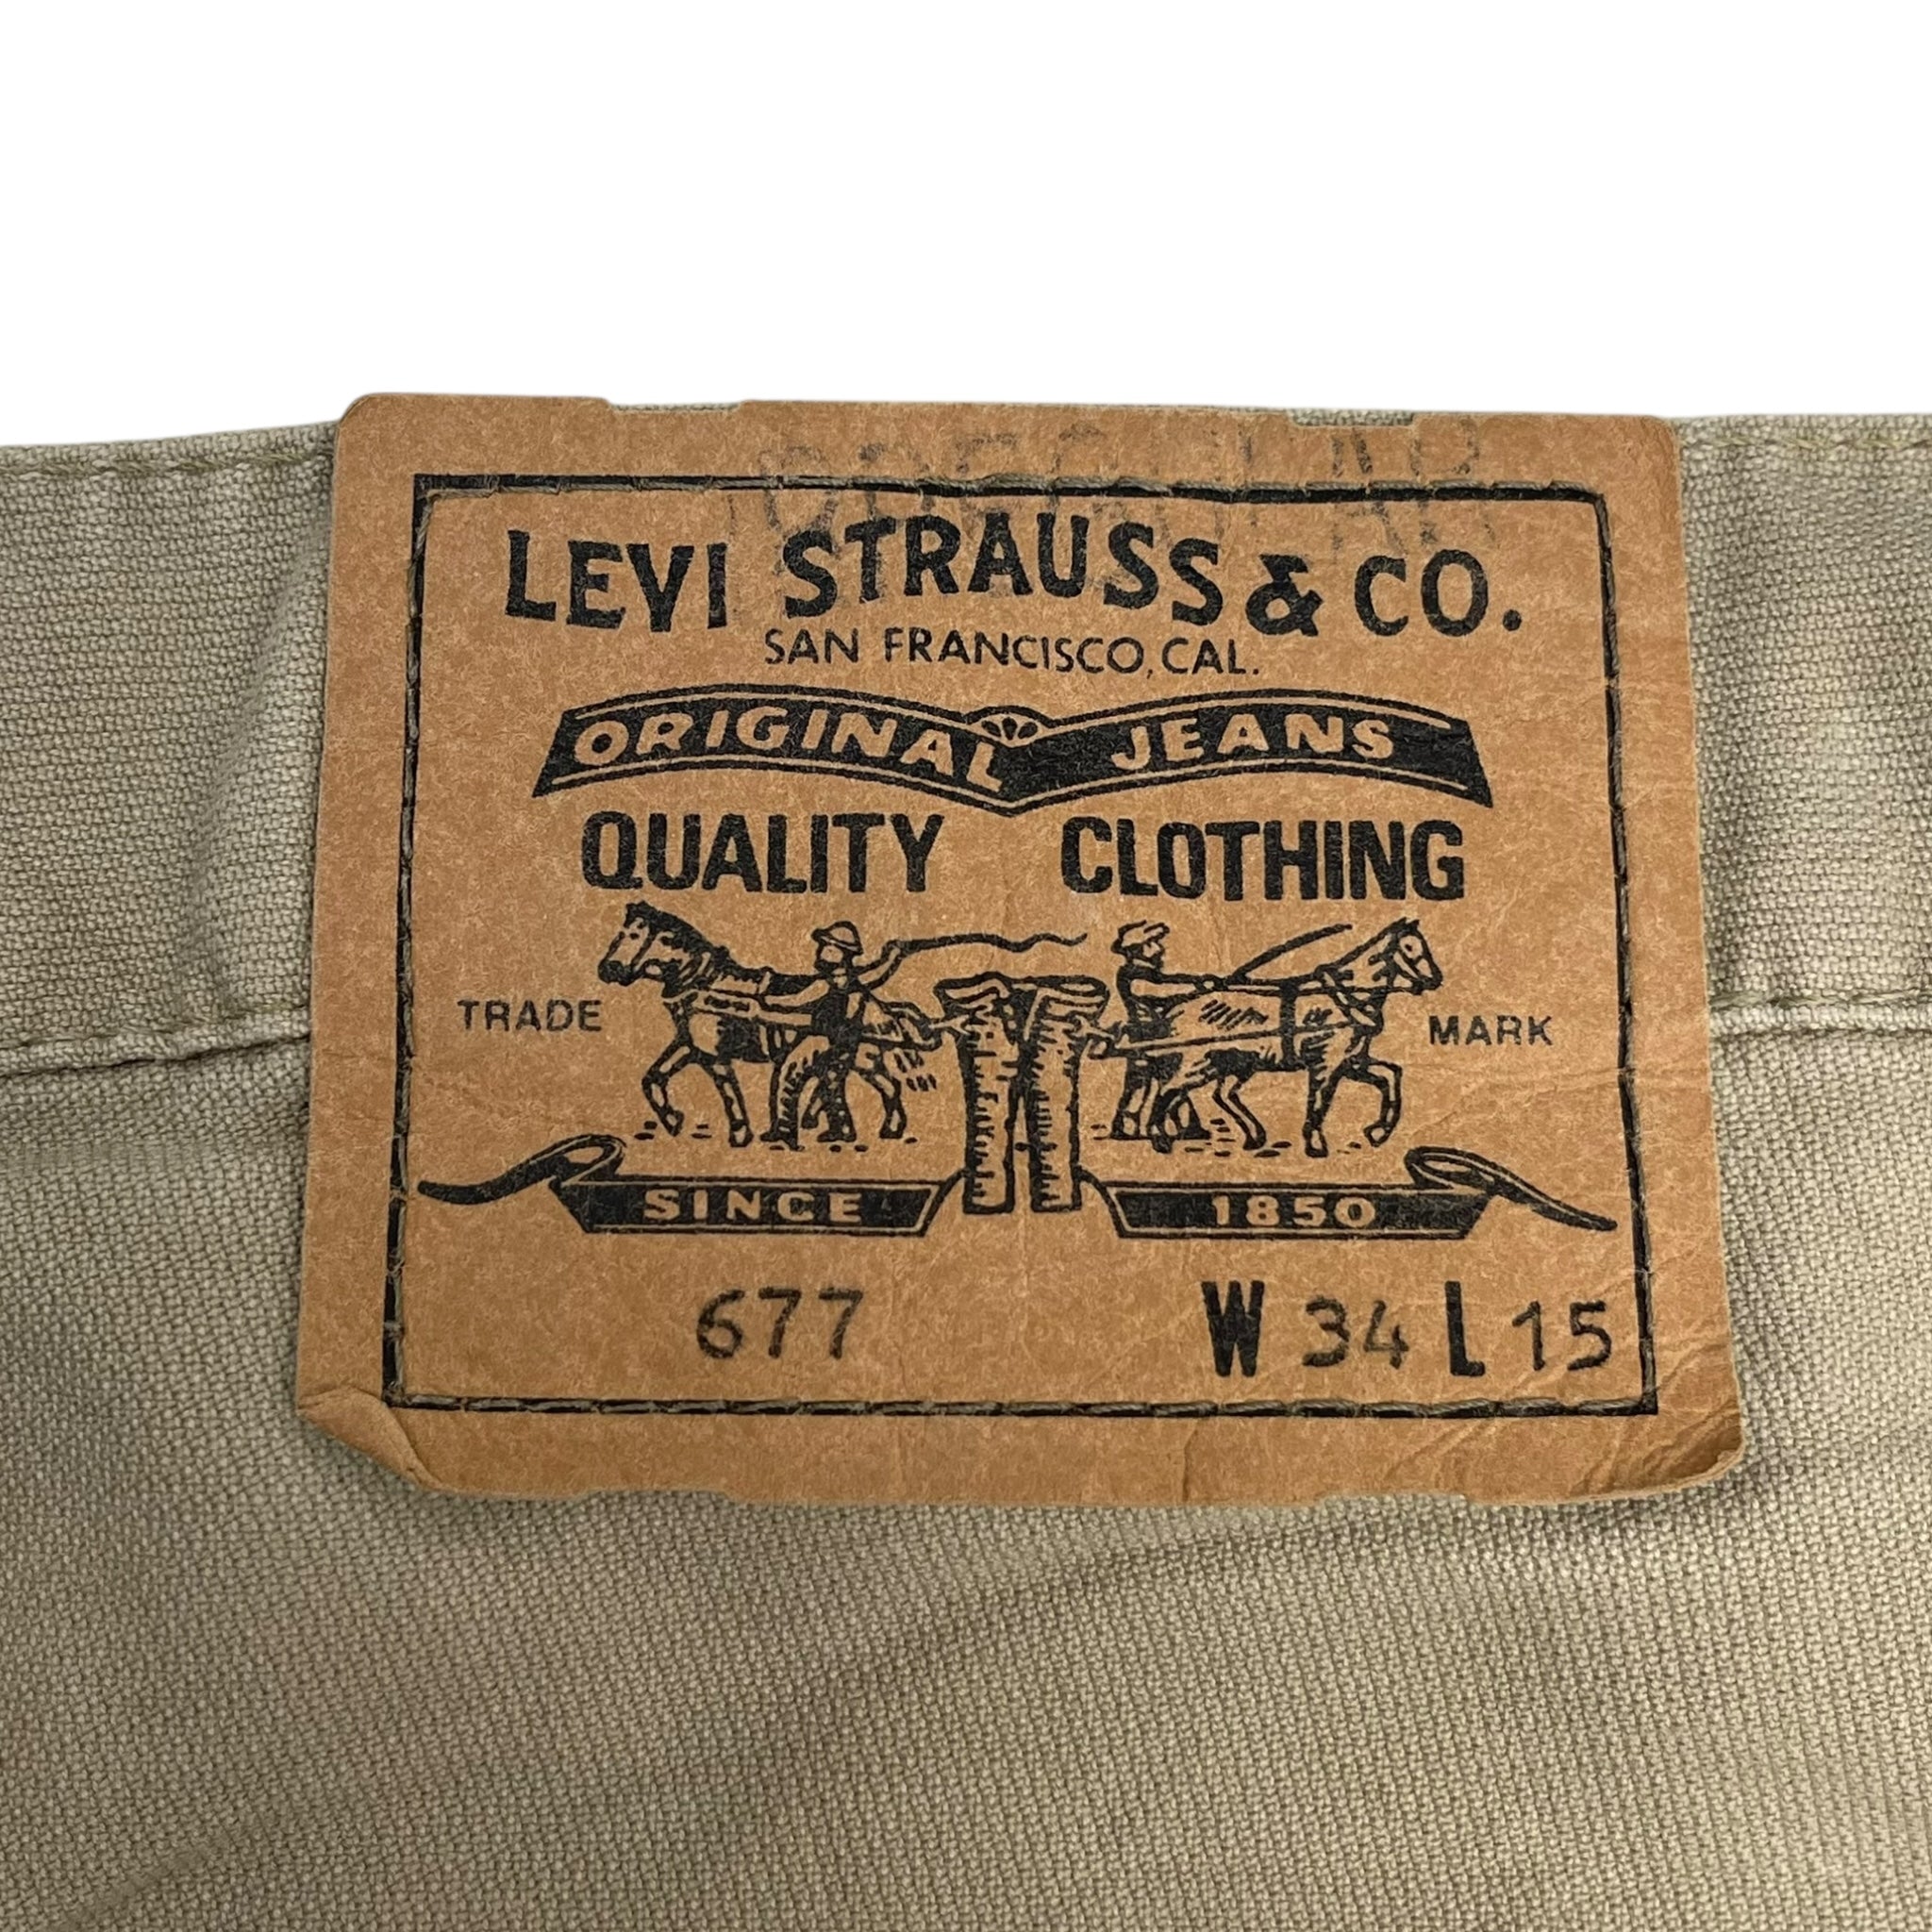 LEVI STRAUSS & CO.
SAN FRANCISCO, CAL.
ORIGINAL JEANS
QUALITY CLOTHING
TRADE MARK
SINCE 1850
677 W 34 L 15